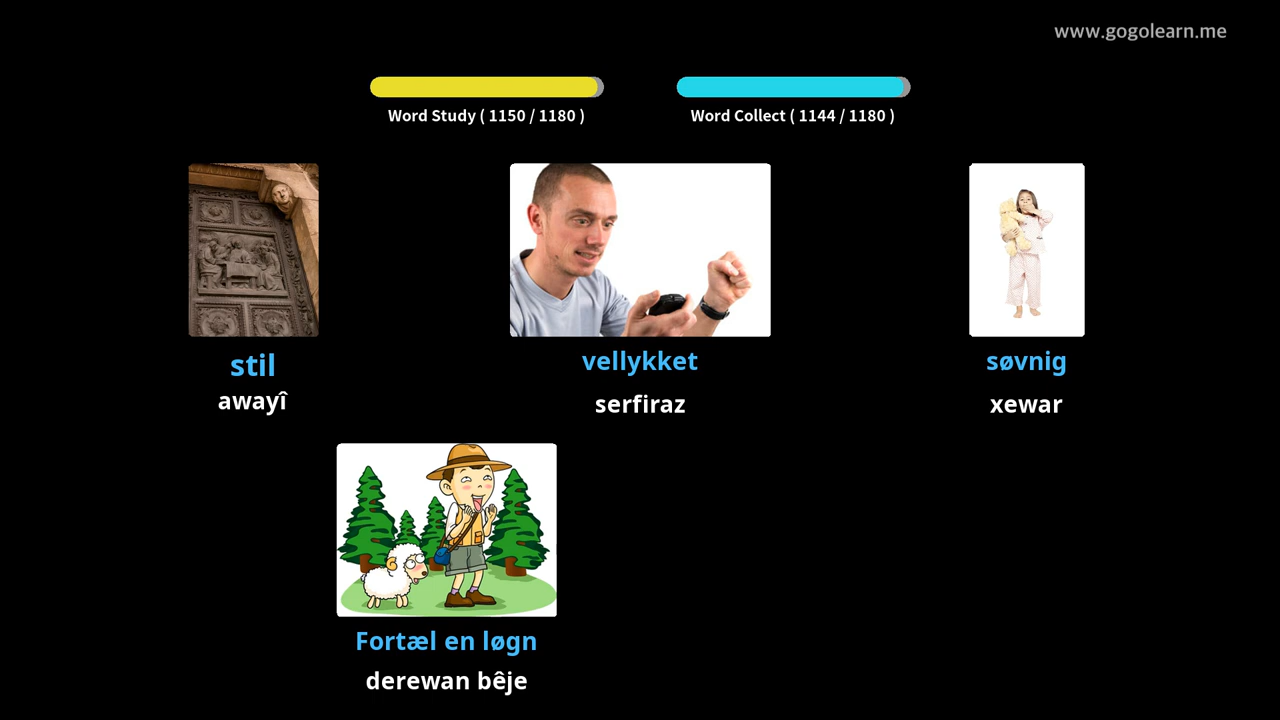 www.gogolearn.me
Word Study ( 1150 / 1180 )
Word Collect ( 1144 / 1180 )
stil
awayî
vellykket
serfiraz
søvnig
xewar
Fortæl en løgn
derewan bêje